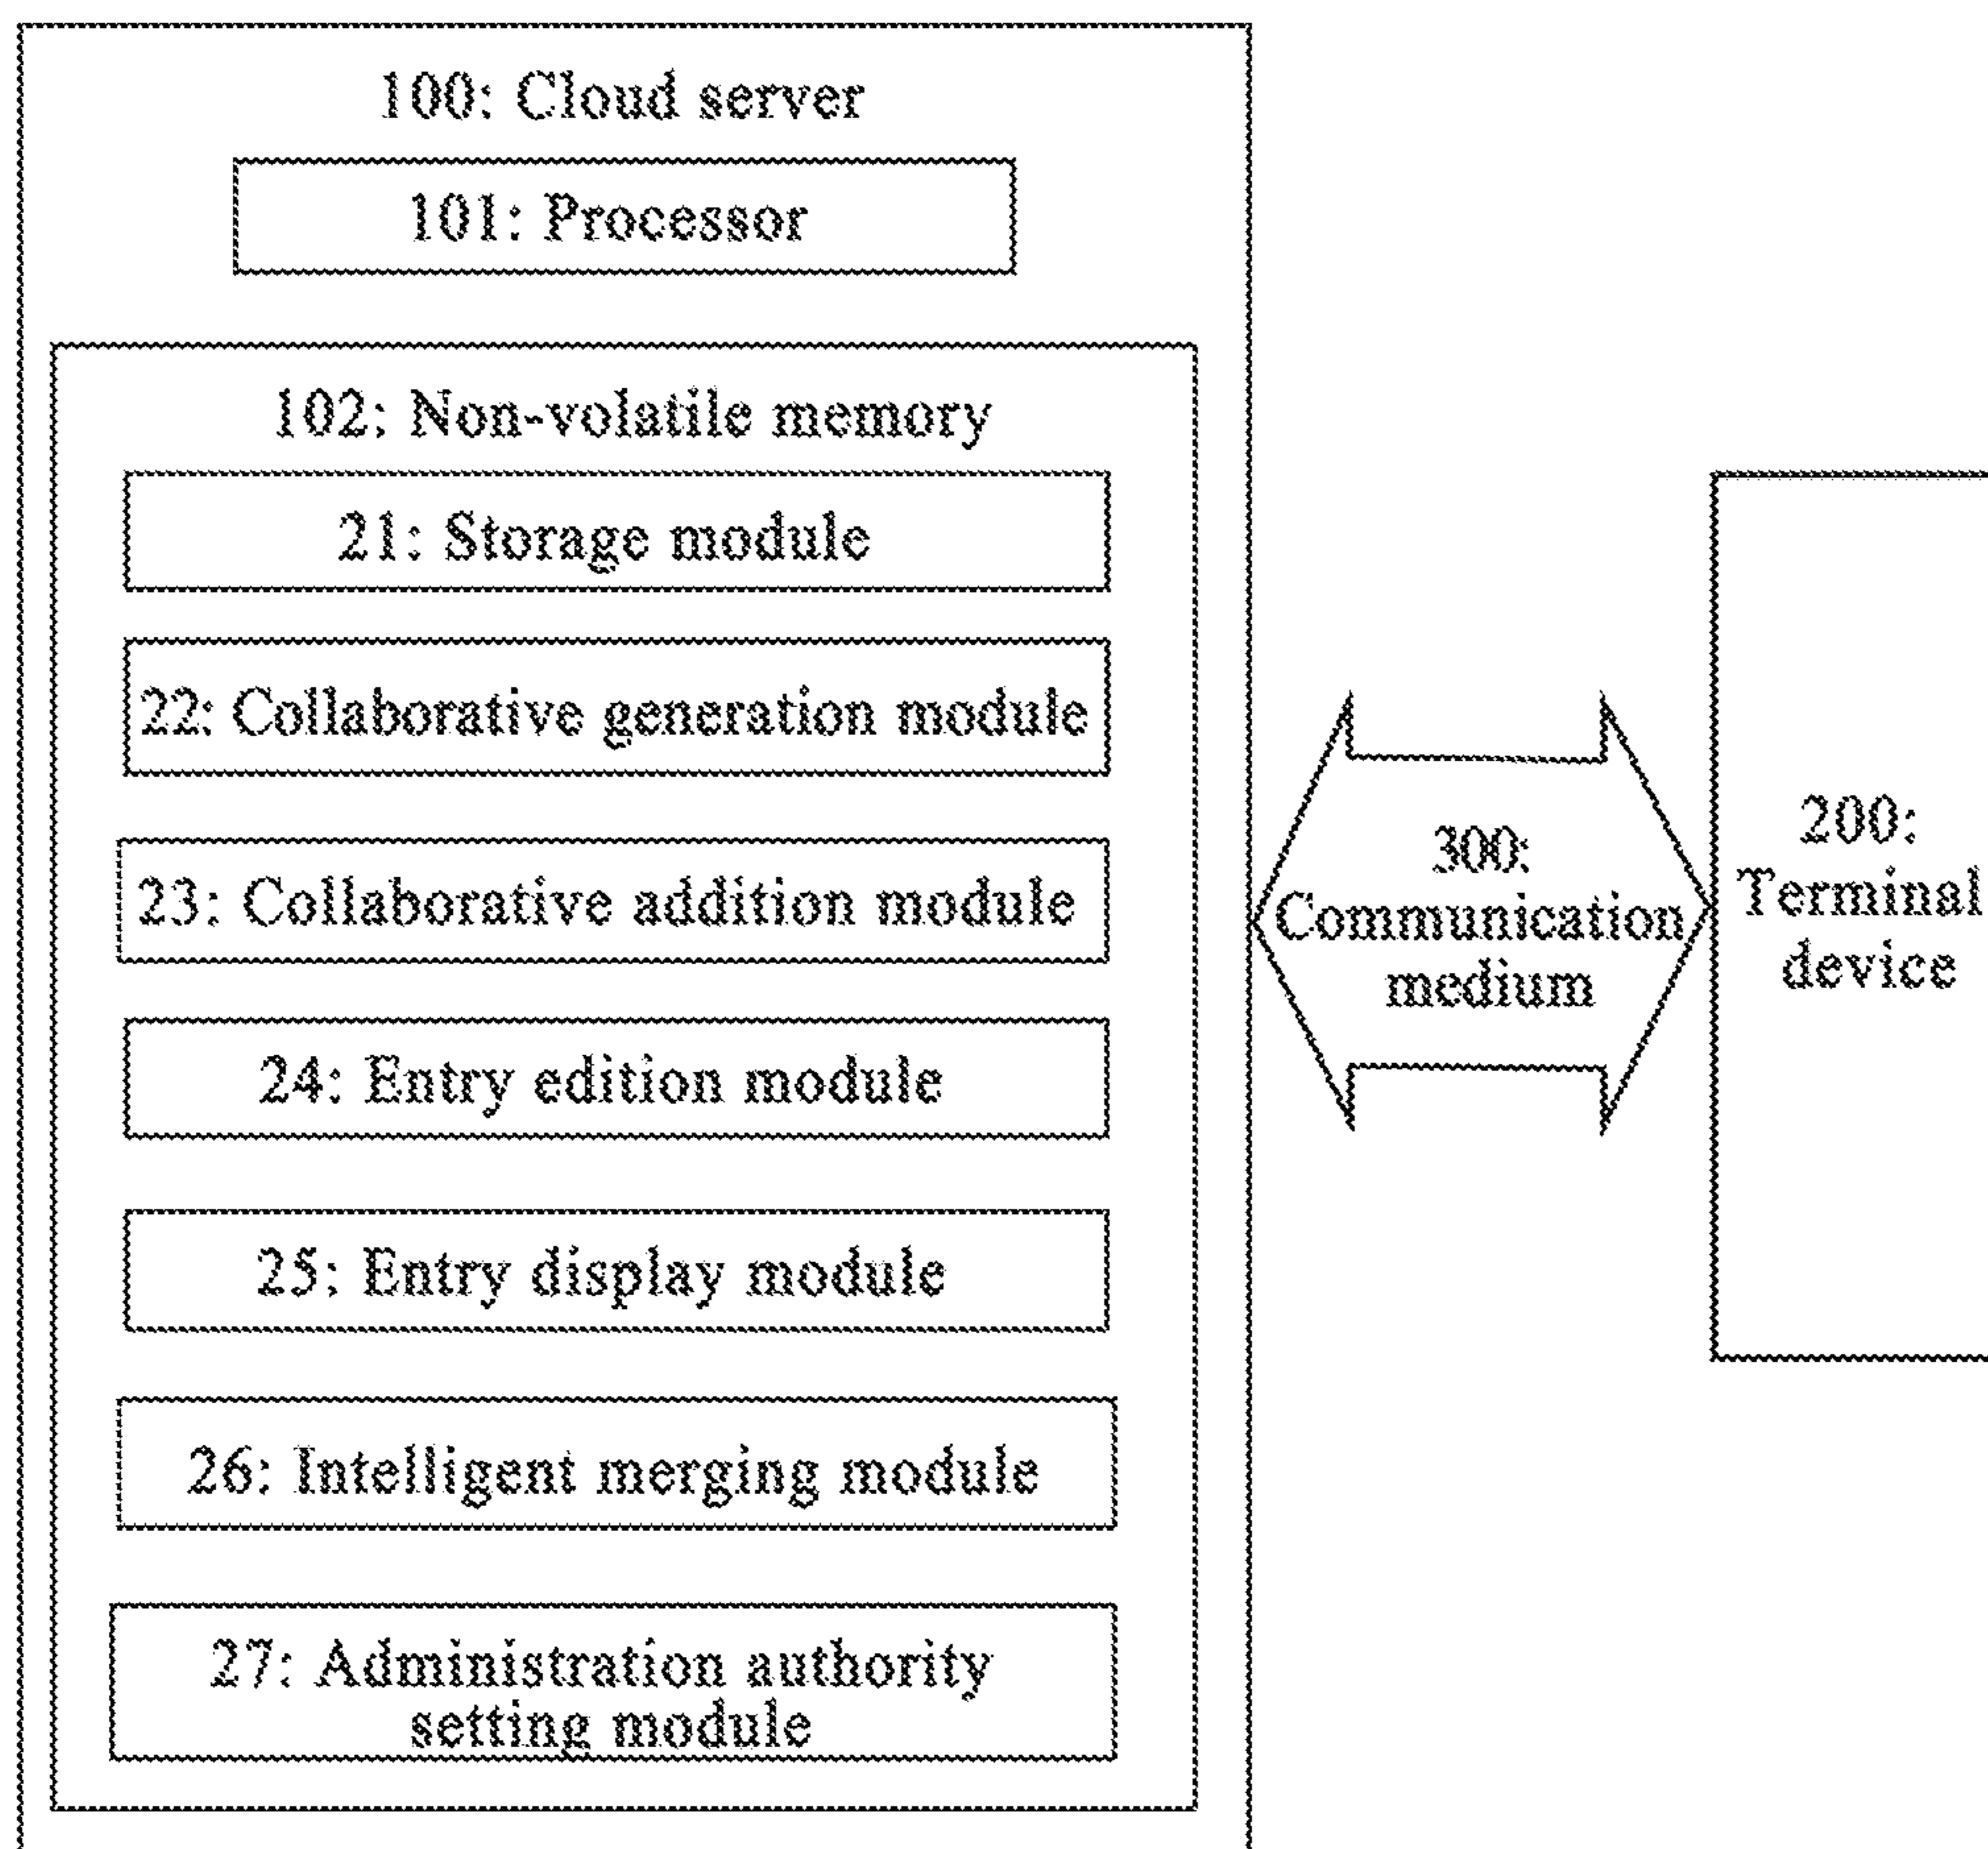 100: Cloud server
101: Processor
102: Non-volatile memory
21: Storage module
22: Collaborative generation module
23: Collaborative addition module
24: Entry edition module
25: Entry display module
26: Intelligent merging module
27: Administration authority
setting module
300:
Communication
medium
200:
Terminal
device